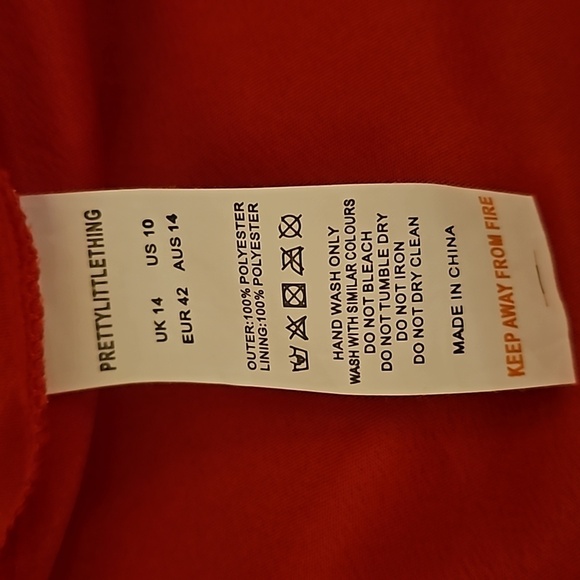 PRETTYLITTLETHING
UK 14 US 10
EUR 42 AUS 14
OUTER:100% POLYESTER
LINING:100% POLYESTER
HAND WASH ONLY
WASH WITH SIMILAR COLOURS
DO NOT BLEACH
DO NOT TUMBLE DRY
DO NOT IRON
DO NOT DRY CLEAN
MADE IN CHINA
KEEP AWAY FROM FIRE